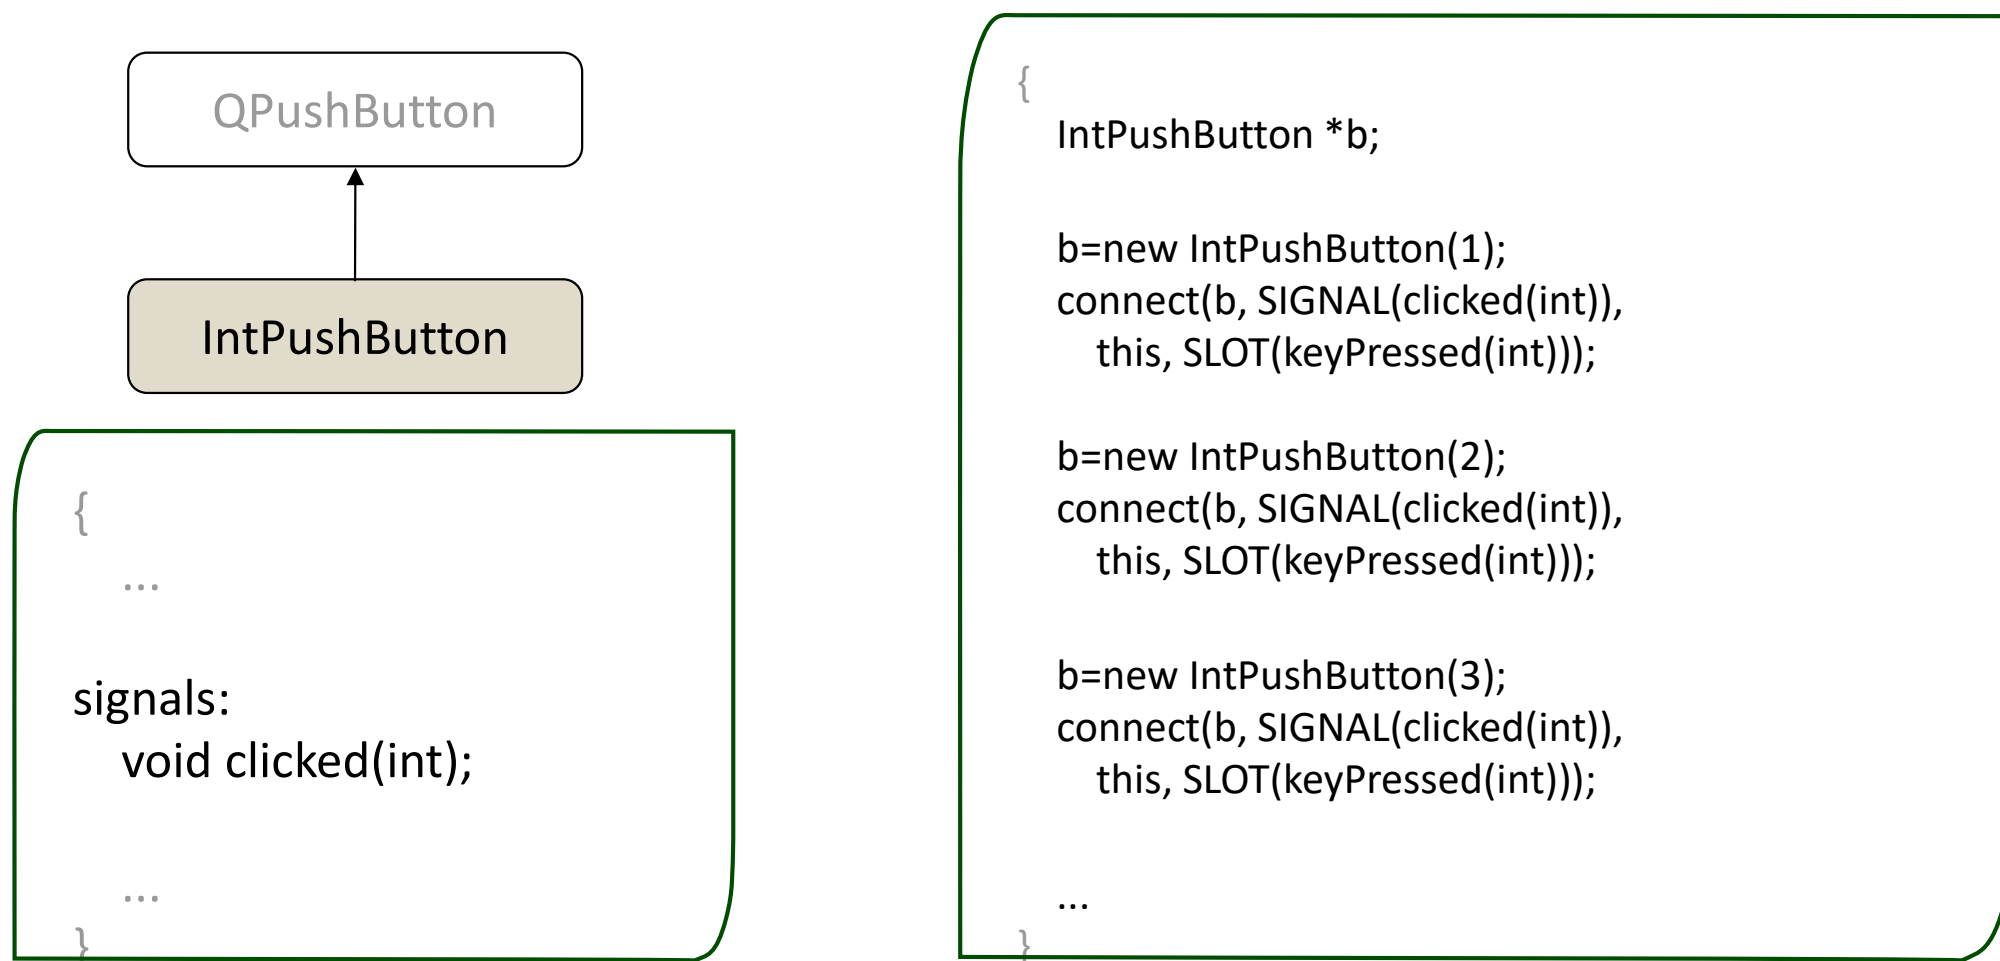 QPushButton
IntPushButton
{
...
signals:
void clicked(int);
...
}
{
IntPushButton *b;
b=new IntPushButton(1);
connect(b, SIGNAL(clicked(int)),
this, SLOT(keyPressed(int)));
b=new IntPushButton(2);
connect(b, SIGNAL(clicked(int)),
this, SLOT(keyPressed(int)));
b=new IntPushButton(3);
connect(b, SIGNAL(clicked(int)),
this, SLOT(keyPressed(int)));
...
}